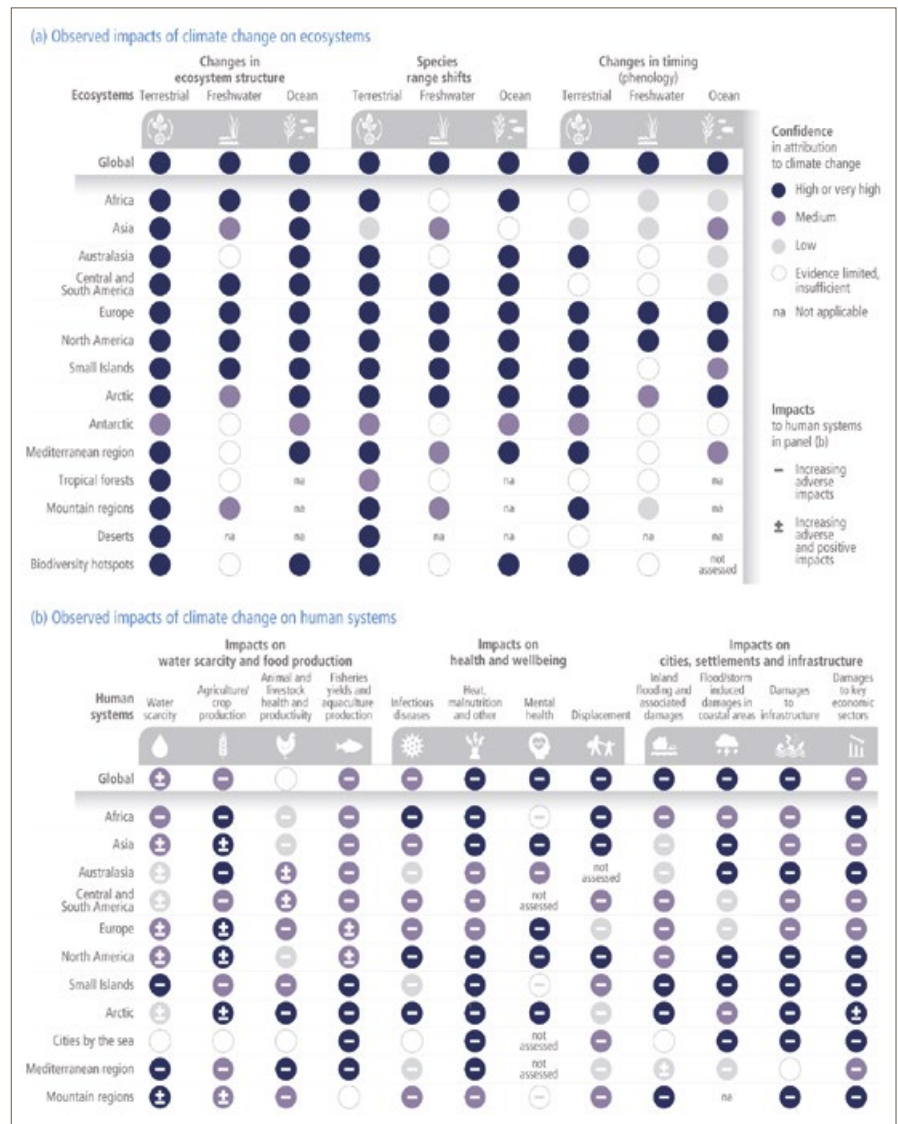 (a) Observed impacts of climate change on ecosystems
Changes in
ecosystem structure
Species
range shifts
Changes in timing
(phenology)
Ecosystems Terrestrial Freshwater Ocean Terrestrial Freshwater Ocean Terrestrial Freshwater Ocean
Global
Africa
Asia
Australasia
Central and
South America
Europe
North America
Small Islands
Arctic
Antarctic
Mediterranean region
Tropical forests na na na
Mountain regions na na na
Deserts na na na na na na
Biodiversity hotspots not
assessed
Confidence
in attribution
to climate change
High or very high
Medium
Low
Evidence limited,
insufficient
na Not applicable
Impacts
to human systems
in panel (b)
− Increasing
adverse
impacts
± Increasing
adverse
and positive
impacts
(b) Observed impacts of climate change on human systems
Impacts on
water scarcity and food production
Impacts on
health and wellbeing
Impacts on
cities, settlements and infrastructure
Human
systems
Water
scarcity
Agriculture/
crop
production
Animal and
livestock
health and
productivity
Fisheries
yields and
aquaculture
production
Infectious
diseases
Heat,
malnutrition
and other
Mental
health
Displacement
Inland
flooding and
associated
damages
Flood/storm
induced
damages in
coastal areas
Damages
to
infrastructure
Damages
to key
economic
sectors
Global ± − − − − − − − − − −
Africa − − − − − − − − − − − −
Asia ± ± − − − − − − − − − −
Australasia ± − ± − − − − not
assessed − − − −
Central and
South America ± − ± − − − not
assessed − − − − −
Europe ± ± − ± − − − − − − − −
North America ± ± − ± − − − − − − − −
Small Islands − − − − − − − − − − − −
Arctic ± ± − − − − − − − − − ±
Cities by the sea − − not
assessed − − − −
Mediterranean region − − − − − − not
assessed − ± − −
Mountain regions ± ± − − − − − − na − −